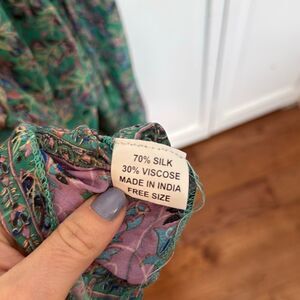 70% SILK
30% VISCOSE
MADE IN INDIA
FREE SIZE